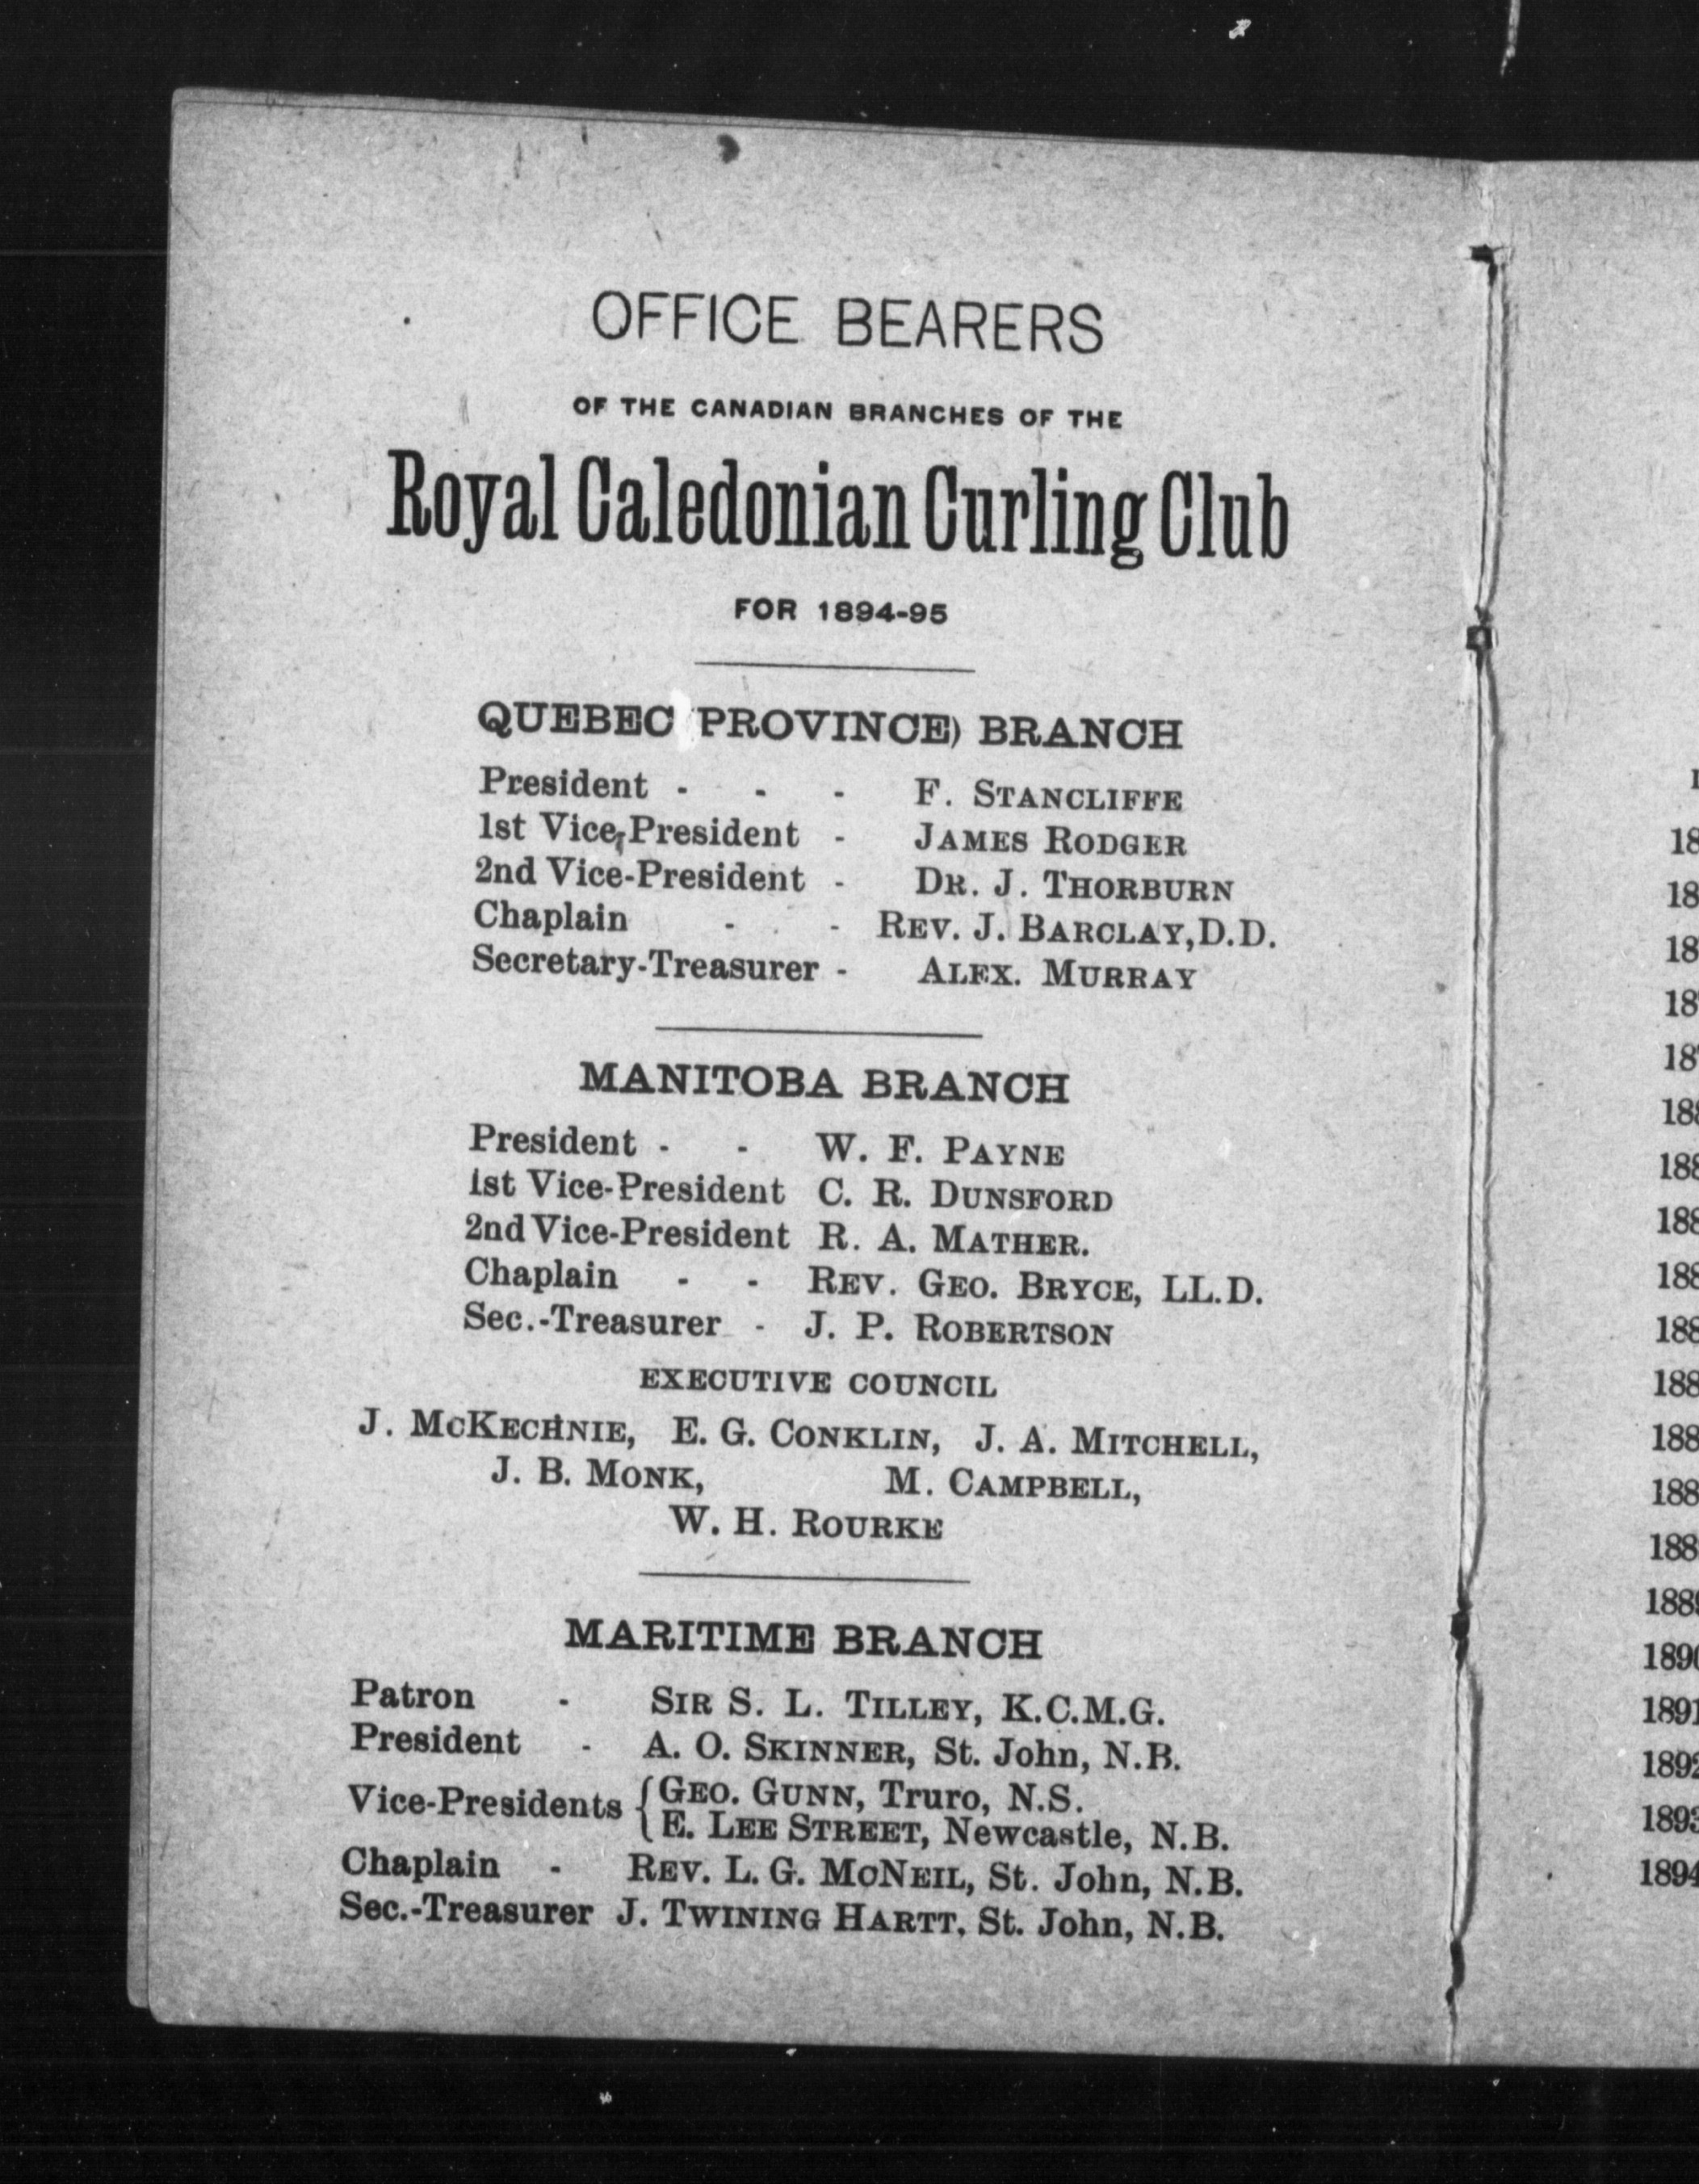 OFFICE BEARERS
OF THE CANADIAN BRANCHES OF THE
Royal Caledonian Curling Club
FOR 1894-95
QUEBEC (PROVINCE) BRANCH
President - - - F. STANCLIFFE
1st Vice-President - JAMES RODGER
2nd Vice-President - DR. J. THORBURN
Chaplain - - REV. J. BARCLAY, D.D.
Secretary-Treasurer - ALEX. MURRAY
MANITOBA BRANCH
President - - W. F. PAYNE
1st Vice-President C. R. DUNSFORD
2nd Vice-President R. A. MATHER.
Chaplain - - REV. GEO. BRYCE, LL.D.
Sec.-Treasurer - J. P. ROBERTSON
EXECUTIVE COUNCIL
J. MCKECHNIE, E. G. CONKLIN, J. A. MITCHELL,
J. B. MONK, M. CAMPBELL,
W. H. ROURKE
MARITIME BRANCH
Patron - SIR S. L. TILLEY, K.C.M.G.
President - A. O. SKINNER, St. John, N.B.
Vice-Presidents { GEO. GUNN, Truro, N.S.
E. LEE STREET, Newcastle, N.B.
Chaplain - REV. L. G. MCNEIL, St. John, N.B.
Sec.-Treasurer J. TWINING HARTT, St. John, N.B.
1891
1892
1893
1894